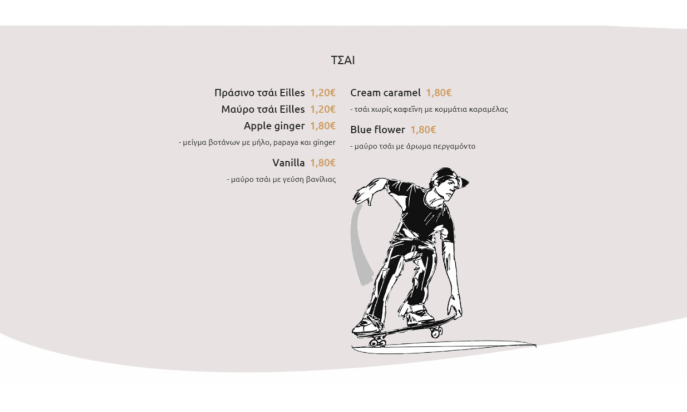 ΤΣΑΙ
Πράσινο τσάι Eilles 1,20€
Μαύρο τσάι Eilles 1,20€
Apple ginger 1,80€
- μείγμα βοτάνων με μήλο, papaya και ginger
Vanilla 1,80€
- μαύρο τσάι με γεύση βανίλιας
Cream caramel 1,80€
- τσάι χωρίς καφεΐνη με κομμάτια καραμέλας
Blue flower 1,80€
- μαύρο τσάι με άρωμα περγαμόντο